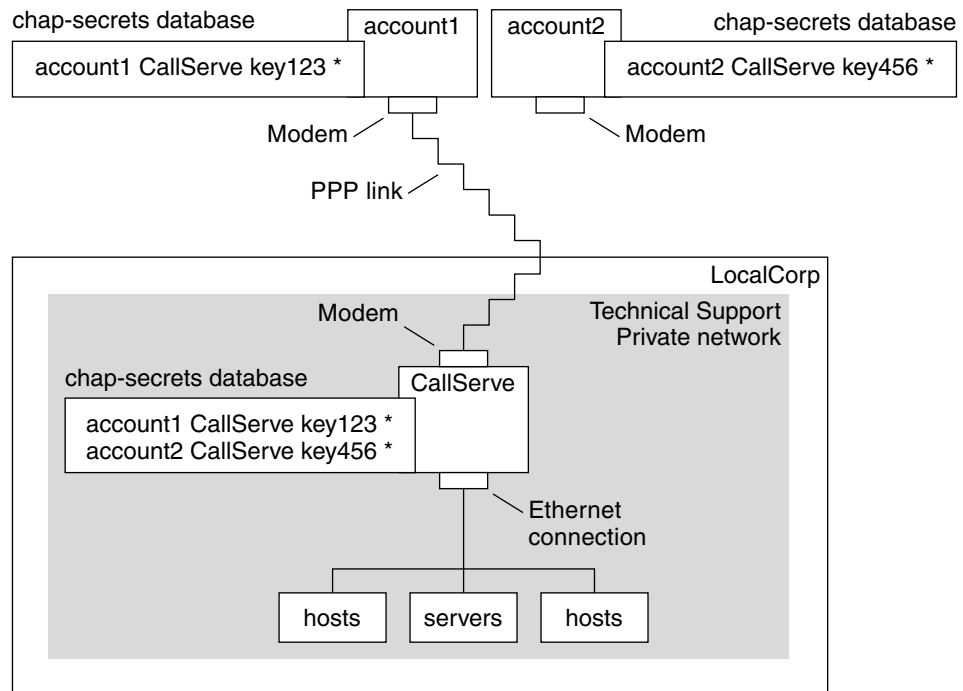 chap-secrets database
account1 CallServe key123 *
account1
account2
chap-secrets database
account2 CallServe key456 *
Modem
Modem
PPP link
LocalCorp
Technical Support
Private network
Modem
chap-secrets database
CallServe
account1 CallServe key123 *
account2 CallServe key456 *
Ethernet
connection
hosts
servers
hosts